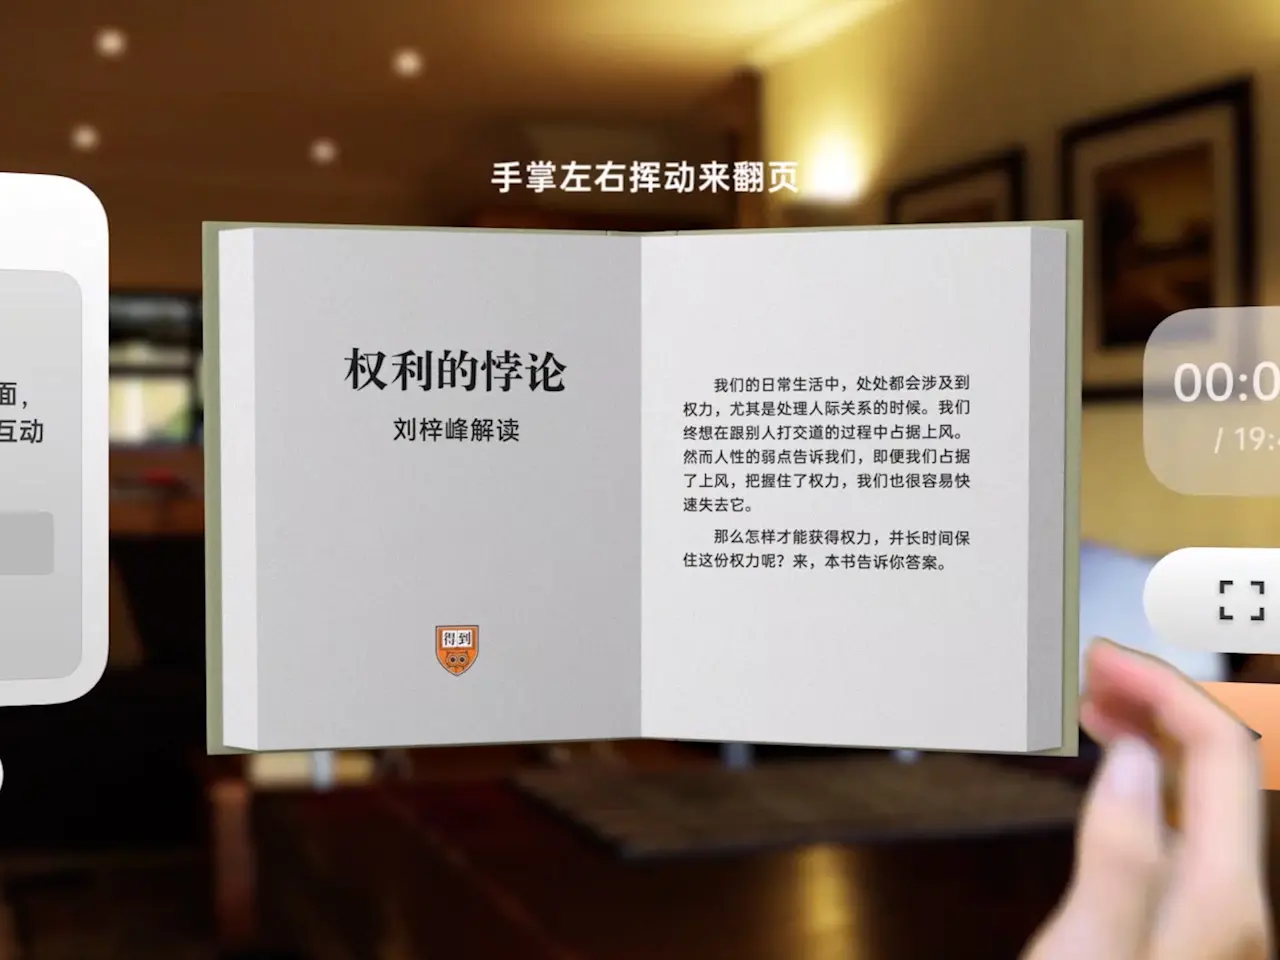 手掌左右挥动来翻页
面，
互动
权利的悖论
刘梓峰解读
得到
我们的日常生活中，处处都会涉及到
权力，尤其是处理人际关系的时候。我们
终想在跟别人打交道的过程中占据上风。
然而人性的弱点告诉我们，即便我们占据
了上风，把握住了权力，我们也很容易快
速失去它。
那么怎样才能获得权力，并长时间保
住这份权力呢？来，本书告诉你答案。
00:0
/ 19: